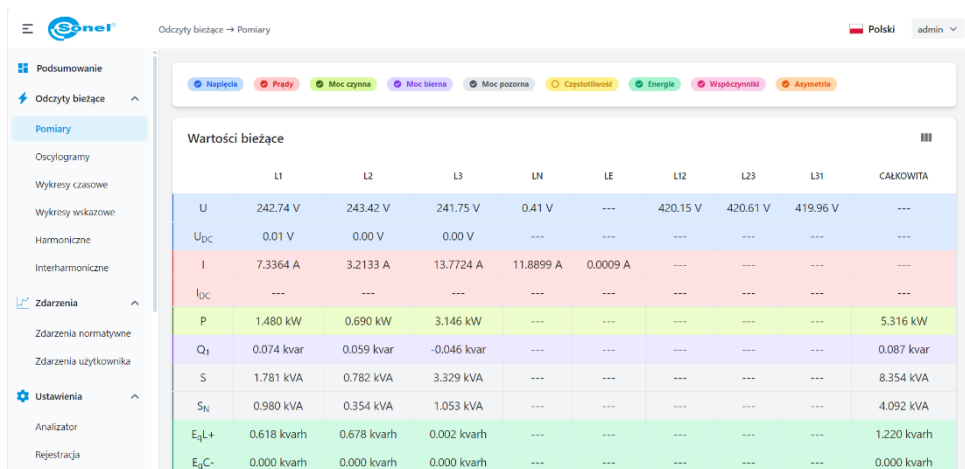 Sonel®
Odczyty bieżące → Pomiary
Polski
admin
Podsumowanie
Odczyty bieżące
Pomiary
Oscylogramy
Wykresy czasowe
Wykresy wskazowe
Harmoniczne
Interharmoniczne
Zdarzenia
Zdarzenia normatywne
Zdarzenia użytkownika
Ustawienia
Analizator
Rejestracja
Napięcia Prądy Moc czynna Moc bierna Moc pozorna Częstotliwość Energie Współczynniki Asymetria
Wartości bieżące
L1 L2 L3 LN LE L12 L23 L31 CAŁKOWITA
U 242.74 V 243.42 V 241.75 V 0.41 V --- 420.15 V 420.61 V 419.96 V ---
UDC 0.01 V 0.00 V 0.00 V --- --- --- --- --- ---
I 7.3364 A 3.2133 A 13.7724 A 11.8899 A 0.0009 A --- --- --- ---
IDC --- --- --- --- --- --- --- --- ---
P 1.480 kW 0.690 kW 3.146 kW --- --- --- --- --- 5.316 kW
Q1 0.074 kvar 0.059 kvar -0.046 kvar --- --- --- --- --- 0.087 kvar
S 1.781 kVA 0.782 kVA 3.329 kVA --- --- --- --- --- 8.354 kVA
SN 0.980 kVA 0.354 kVA 1.053 kVA --- --- --- --- --- 4.092 kVA
EqL+ 0.618 kvarh 0.678 kvarh 0.002 kvarh --- --- --- --- --- 1.220 kvarh
EqC- 0.000 kvarh 0.000 kvarh 0.000 kvarh --- --- --- --- --- 0.000 kvarh